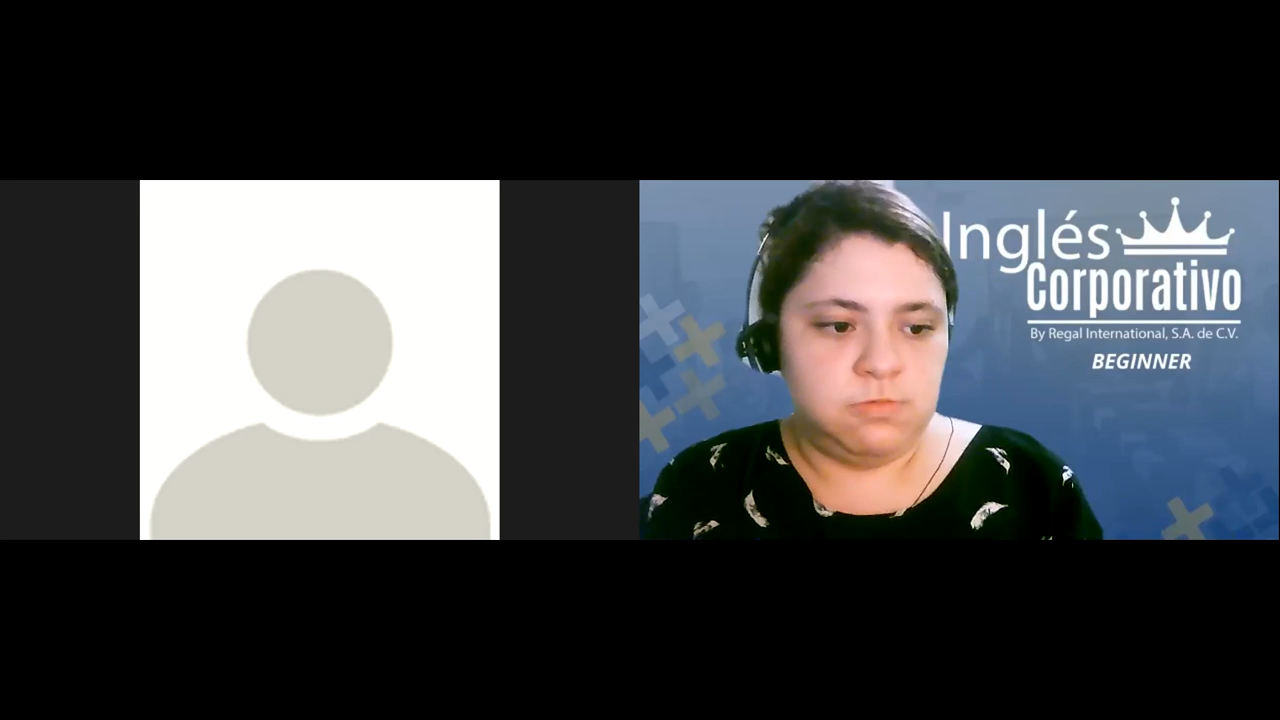 Inglés
Corporativo
By Regal International, S.A. de C.V.
BEGINNER